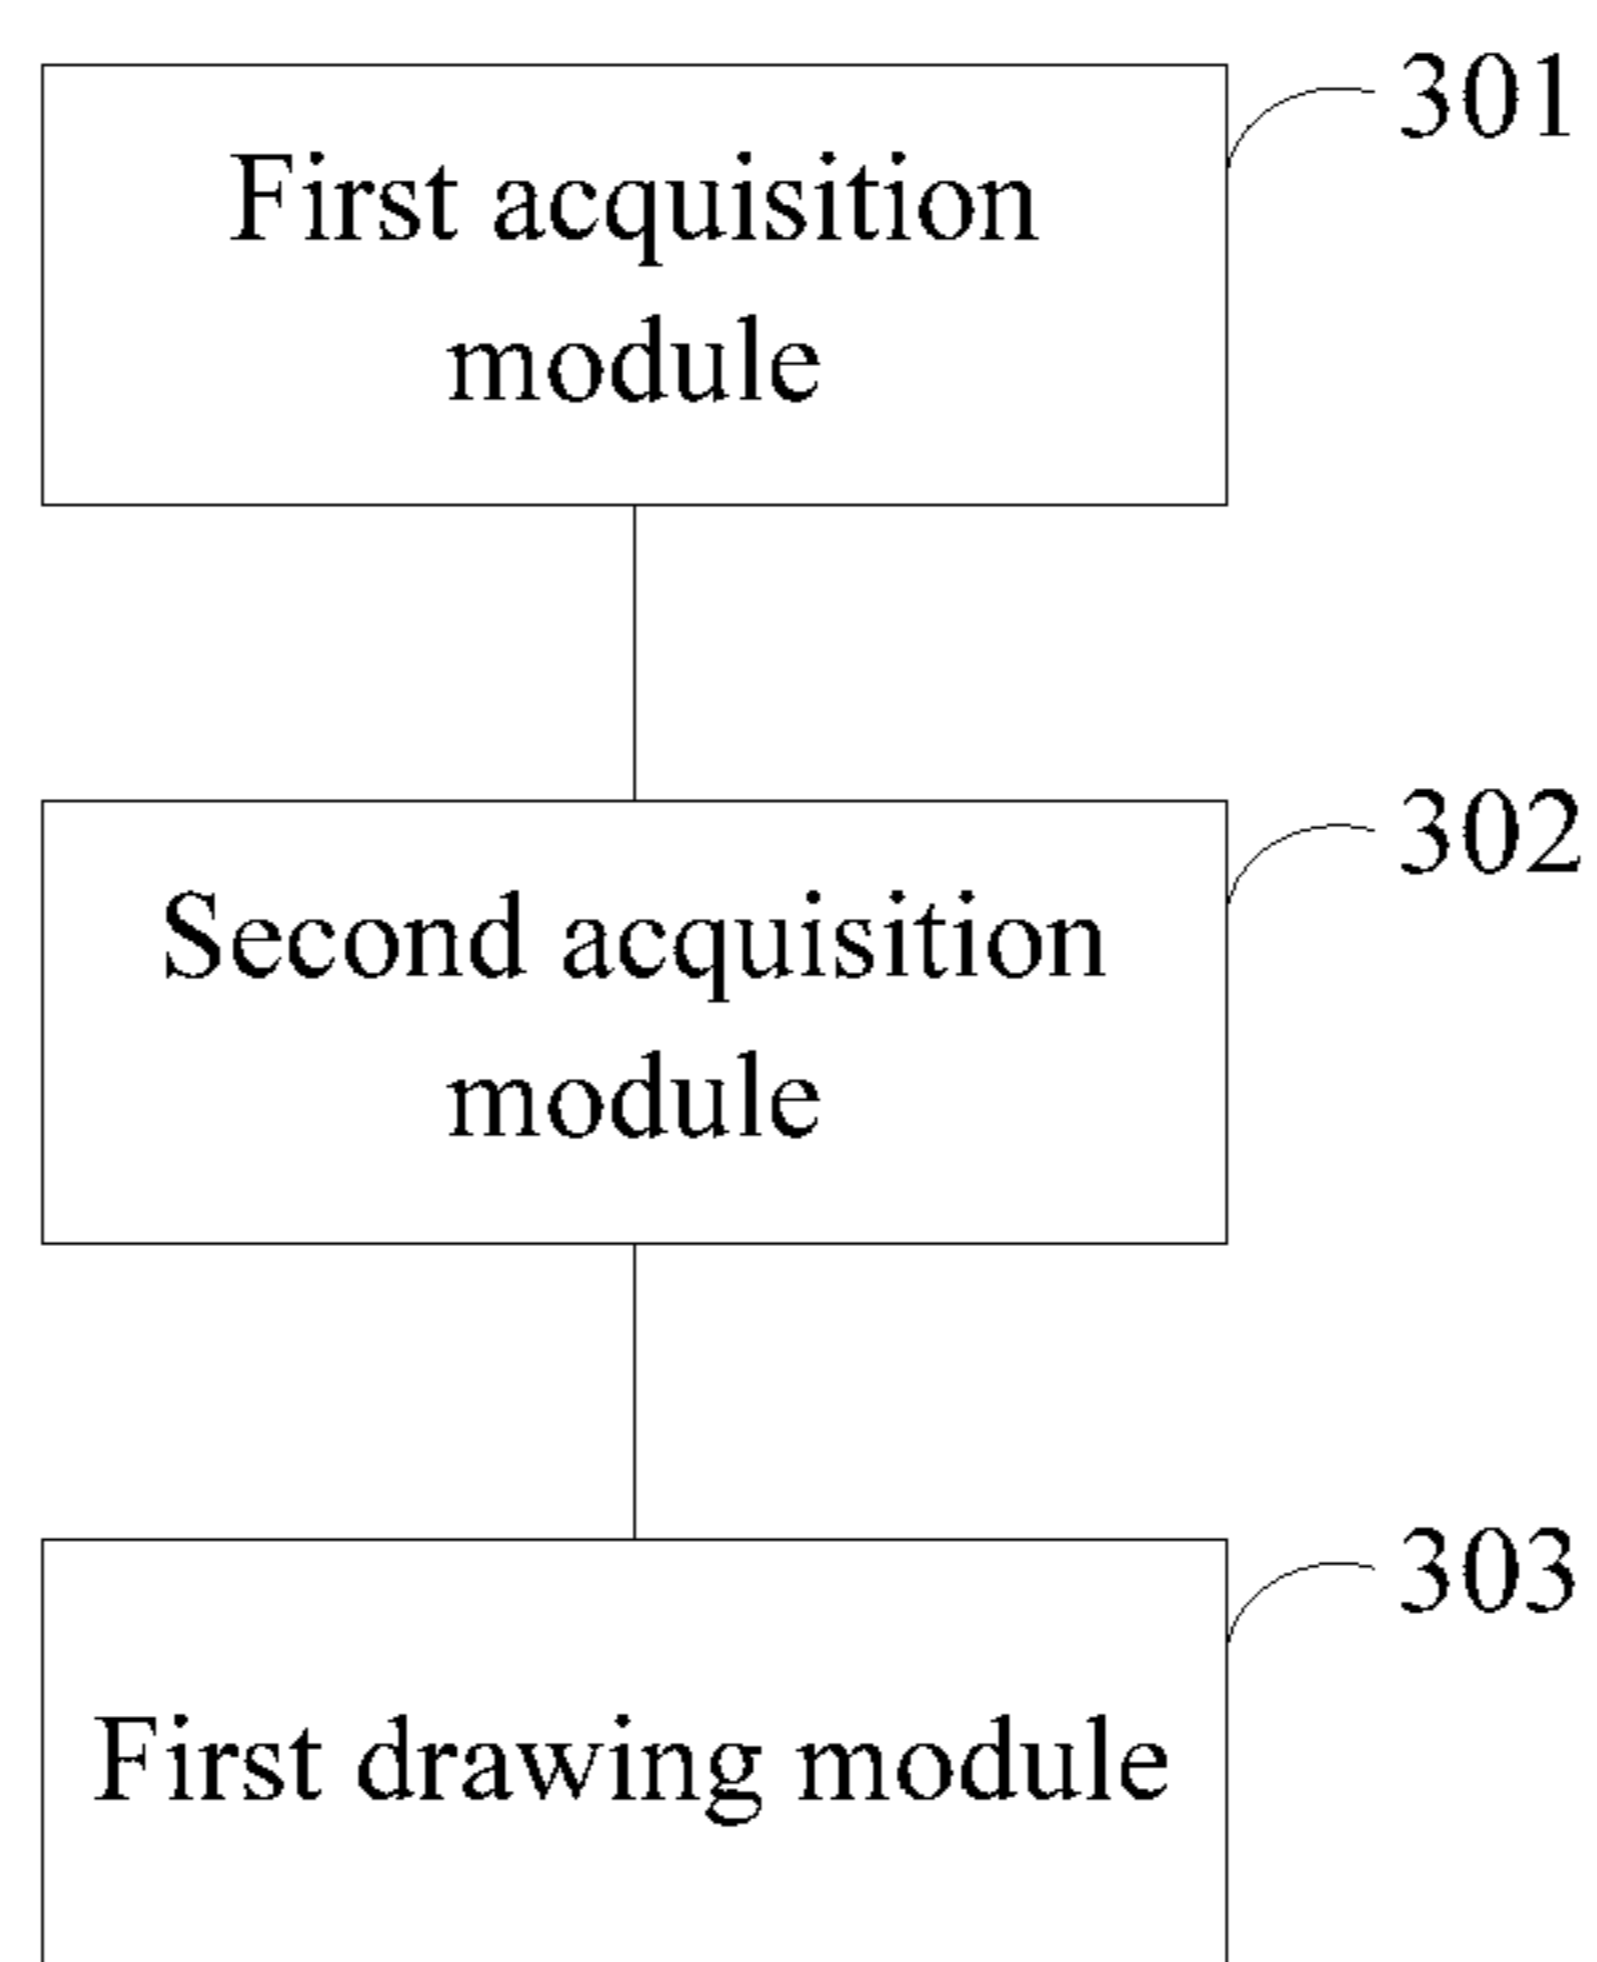 301
First acquisition
module
302
Second acquisition
module
303
First drawing module